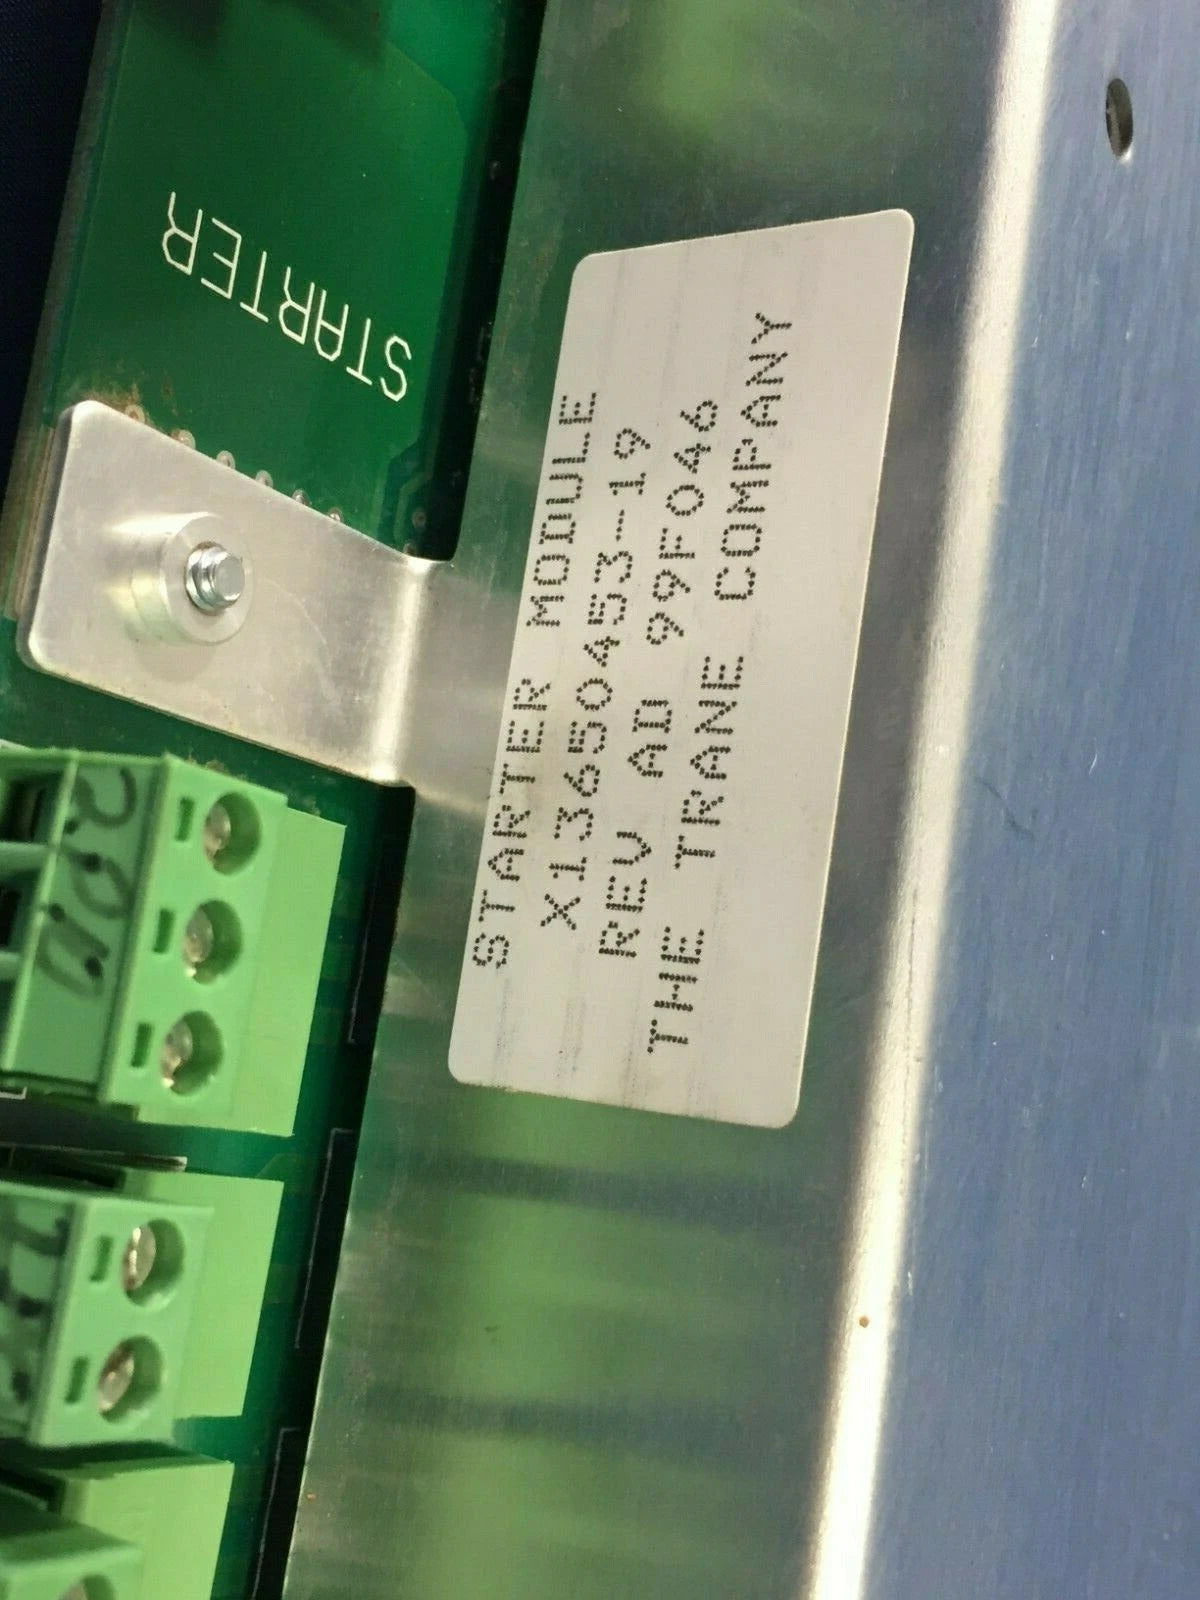 STARTER
STARTER MODULE
X13650453-19
REV AD 99F046
THE TRANE COMPANY